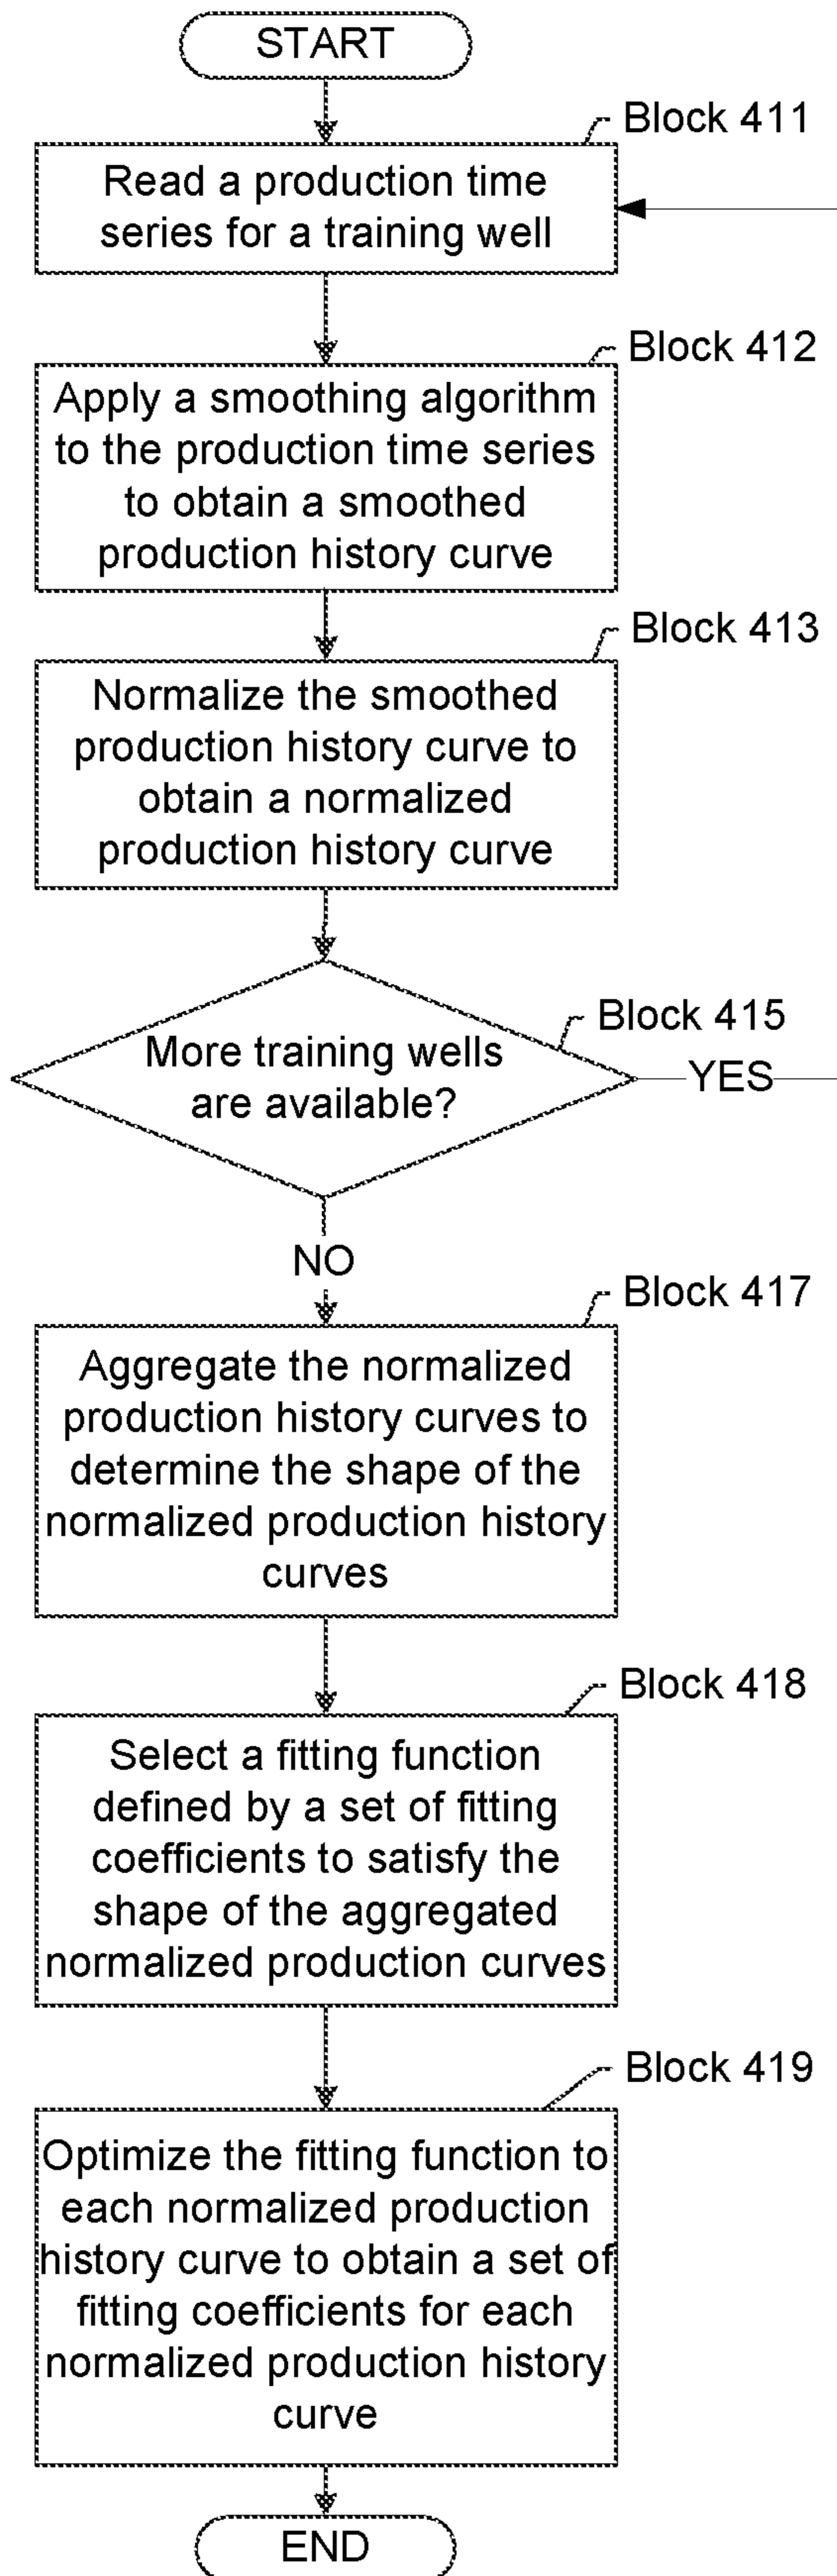 START
Block 411
Read a production time
series for a training well
Block 412
Apply a smoothing algorithm
to the production time series
to obtain a smoothed
production history curve
Block 413
Normalize the smoothed
production history curve to
obtain a normalized
production history curve
Block 415
More training wells
are available?
YES
NO
Block 417
Aggregate the normalized
production history curves to
determine the shape of the
normalized production history
curves
Block 418
Select a fitting function
defined by a set of fitting
coefficients to satisfy the
shape of the aggregated
normalized production curves
Block 419
Optimize the fitting function to
each normalized production
history curve to obtain a set of
fitting coefficients for each
normalized production history
curve
END